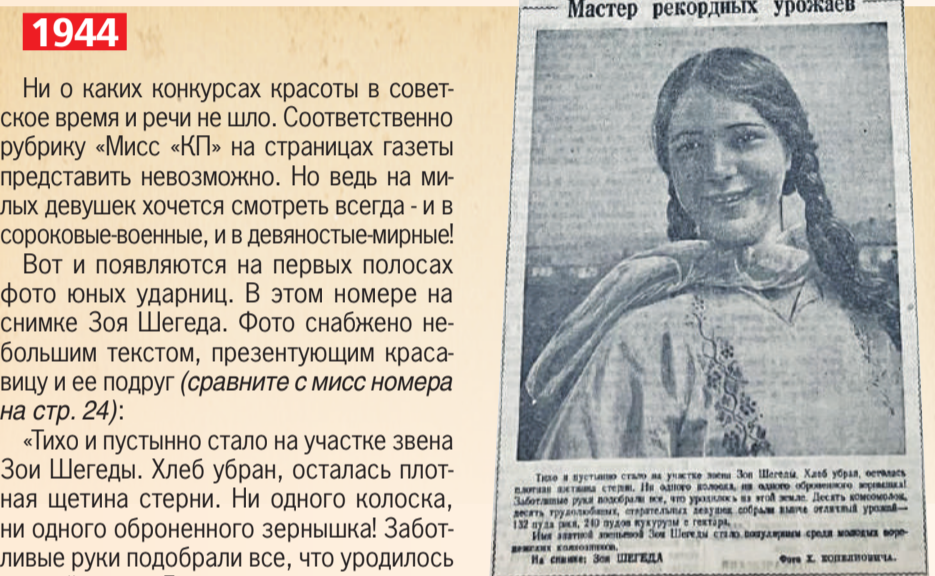 1944
Ни о каких конкурсах красоты в совет-
ское время и речи не шло. Соответственно
рубрику «Мисс «КП» на страницах газеты
представить невозможно. Но ведь на ми-
лых девушек хочется смотреть всегда - и в
сороковые-военные, и в девяностые-мирные!
Вот и появляются на первых полосах
фото юных ударниц. В этом номере на
снимке Зоя Шегеда. Фото снабжено не-
большим текстом, презентующим краса-
вицу и ее подруг (сравните с мисс номера
на стр. 24):
«Тихо и пустынно стало на участке звена
Зои Шегеды. Хлеб убран, осталась плот-
ная щетина стерни. Ни одного колоска,
ни одного оброненного зернышка! Забот-
ливые руки подобрали все, что уродилось
Мастер рекордных урожаев
Тихо и пустынно стало на участке звена Зои Шегеды. Хлеб убран, осталась
плотная щетина стерни. Ни одного колоска, ни одного оброненного зернышка!
Заботливые руки подобрали все, что уродилось на этой земле. Десять комсомолок,
десять трудолюбивых, старательных девушек собрали нынче отличный урожай—
132 пуда ржи, 240 пудов кукурузы с гектара.
Имя знатной звеньевой Зои Шегеды стало популярным среди молодых воро-
колхозников.
На снимке: Зоя ШЕГЕДА
Фото Х. КОПЕЛИОВИЧА.